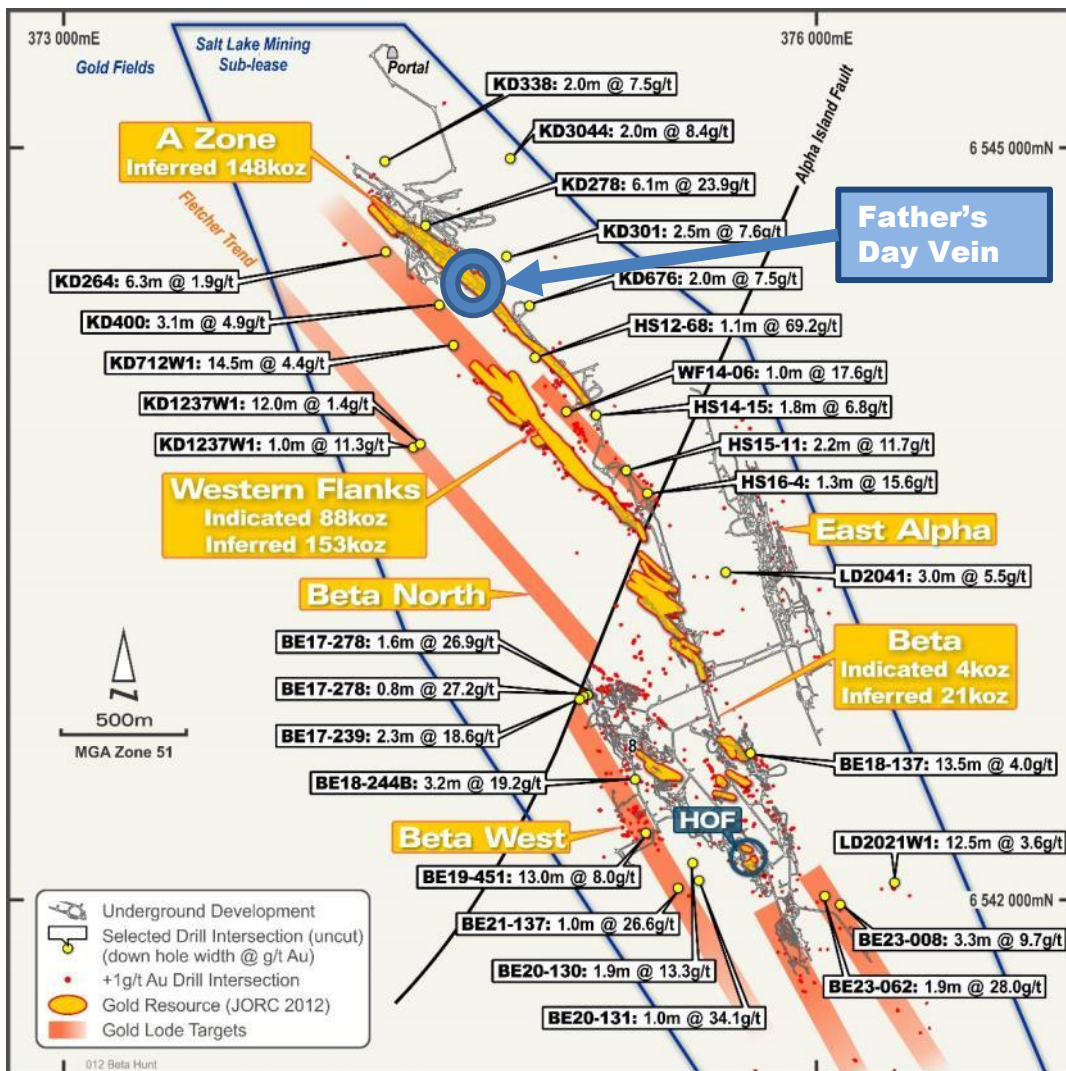 373 000mE
376 000mE
Gold Fields
Salt Lake Mining
Sub-lease
Portal
KD338: 2.0m @ 7.5g/t
KD3044: 2.0m @ 8.4g/t
Alpha Island Fault
6 545 000mN
A Zone
Inferred 148koz
KD278: 6.1m @ 23.9g/t
Fletcher Trend
KD301: 2.5m @ 7.6g/t
Father's
Day Vein
KD264: 6.3m @ 1.9g/t
KD676: 2.0m @ 7.5g/t
KD400: 3.1m @ 4.9g/t
HS12-68: 1.1m @ 69.2g/t
KD712W1: 14.5m @ 4.4g/t
WF14-06: 1.0m @ 17.6g/t
KD1237W1: 12.0m @ 1.4g/t
HS14-15: 1.8m @ 6.8g/t
KD1237W1: 1.0m @ 11.3g/t
HS15-11: 2.2m @ 11.7g/t
HS16-4: 1.3m @ 15.6g/t
Western Flanks
Indicated 88koz
Inferred 153koz
East Alpha
LD2041: 3.0m @ 5.5g/t
Beta North
BE17-278: 1.6m @ 26.9g/t
Beta
Indicated 4koz
Inferred 21koz
BE17-278: 0.8m @ 27.2g/t
N
500m
MGA Zone 51
BE17-239: 2.3m @ 18.6g/t
8
BE18-137: 13.5m @ 4.0g/t
BE18-244B: 3.2m @ 19.2g/t
HOF
Beta West
LD2021W1: 12.5m @ 3.6g/t
BE19-451: 13.0m @ 8.0g/t
6 542 000mN
BE21-137: 1.0m @ 26.6g/t
BE23-008: 3.3m @ 9.7g/t
BE20-130: 1.9m @ 13.3g/t
BE23-062: 1.9m @ 28.0g/t
BE20-131: 1.0m @ 34.1g/t
Underground Development
Selected Drill Intersection (uncut)
(down hole width @ g/t Au)
+1g/t Au Drill Intersection
Gold Resource (JORC 2012)
Gold Lode Targets
012 Beta Hunt